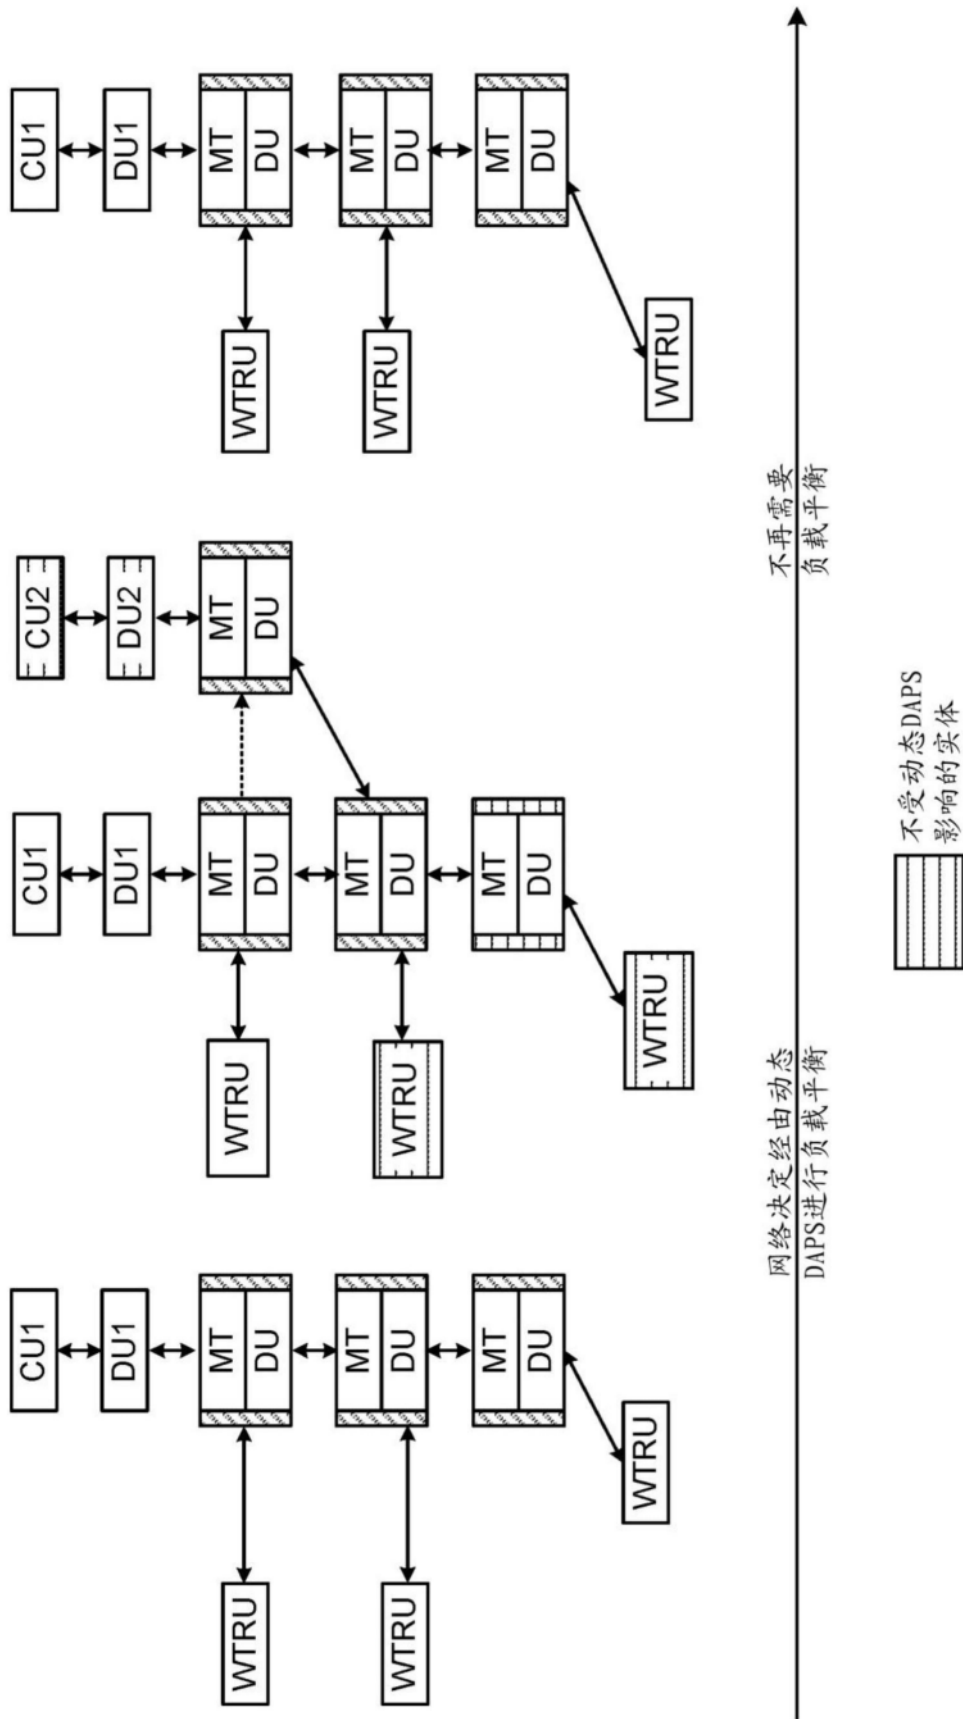 CU1
DU1
WTRU
MT
DU
WTRU
MT
DU
MT
DU
WTRU
CU1
DU1
WTRU
MT
DU
WTRU
MT
DU
MT
DU
WTRU
CU2
DU2
MT
DU
CU1
DU1
WTRU
MT
DU
WTRU
MT
DU
MT
DU
WTRU
网络决定经由动态
DAPS进行负载平衡
不再需要
负载平衡
不受动态DAPS
影响的实体